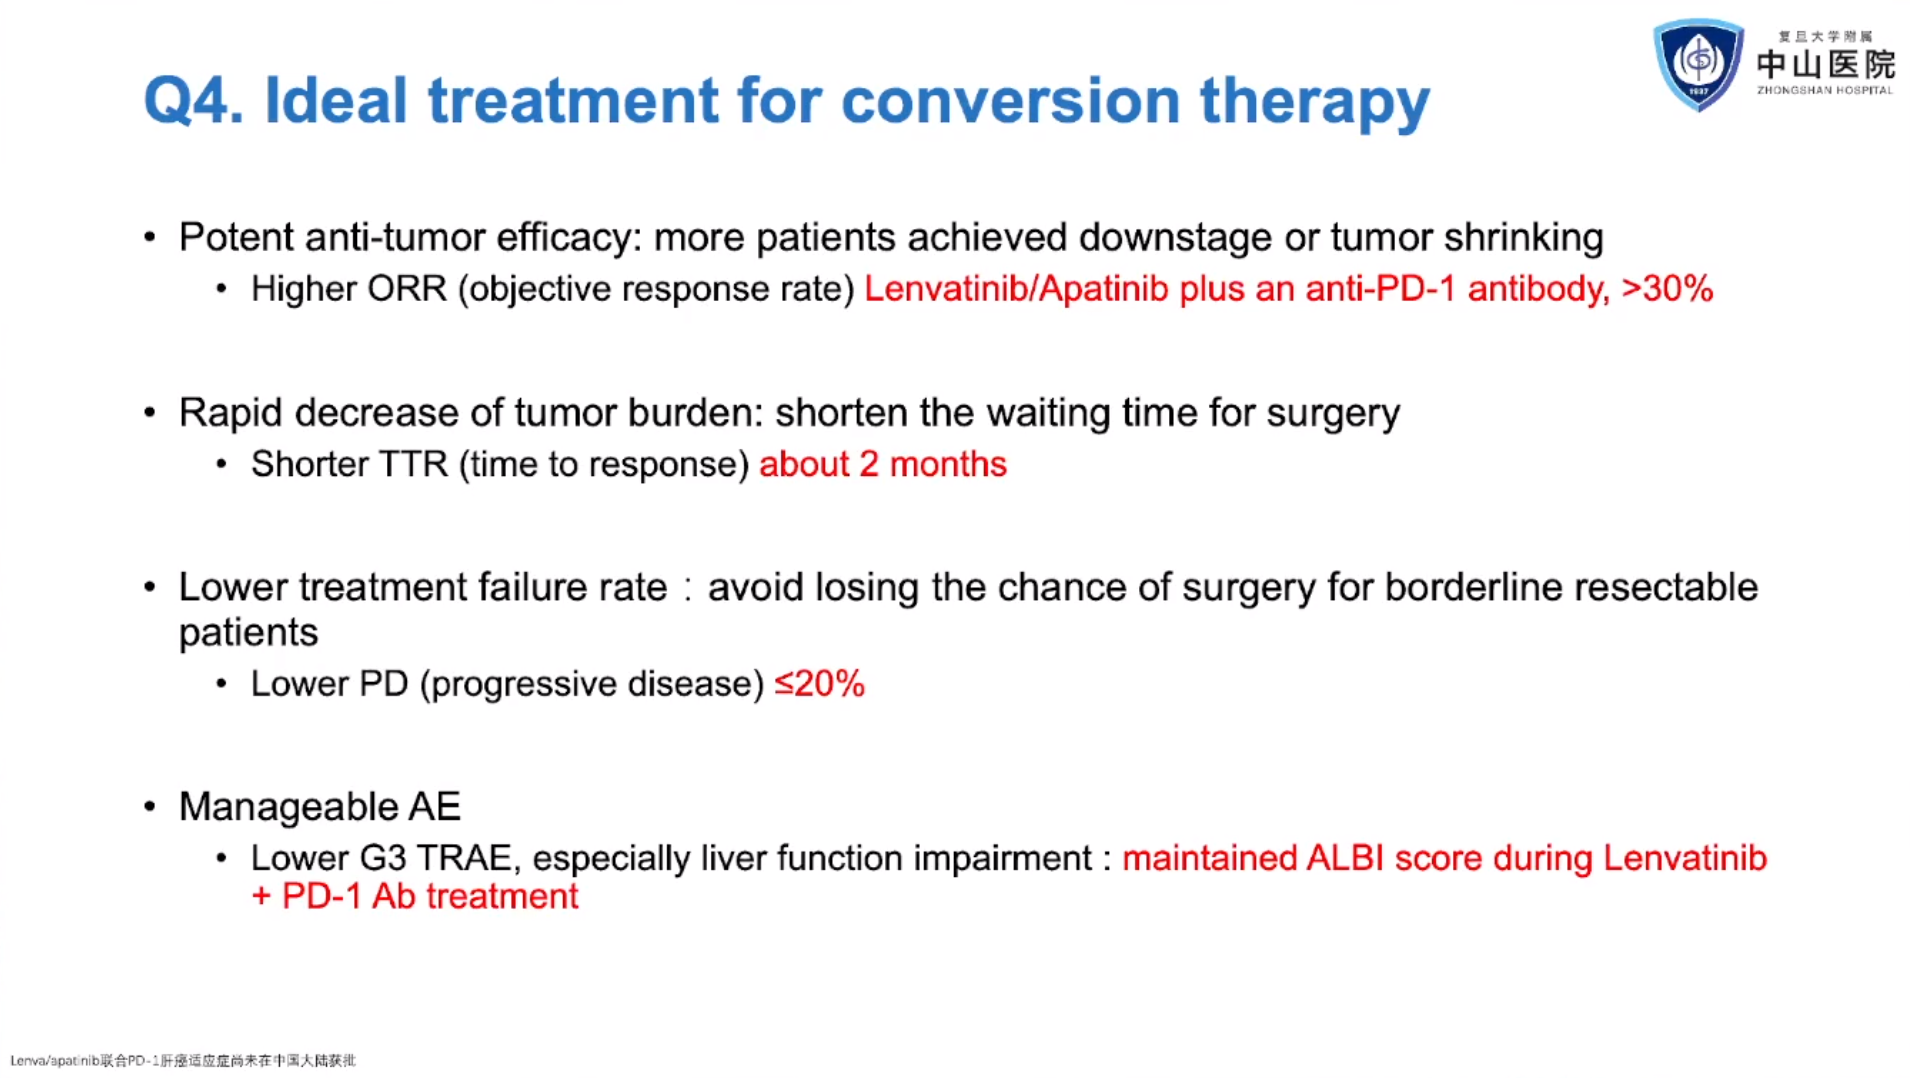 复旦大学附属
中山医院
ZHONGSHAN HOSPITAL
1937
Q4. Ideal treatment for conversion therapy
• Potent anti-tumor efficacy: more patients achieved downstage or tumor shrinking
• Higher ORR (objective response rate) Lenvatinib/Apatinib plus an anti-PD-1 antibody, >30%
• Rapid decrease of tumor burden: shorten the waiting time for surgery
• Shorter TTR (time to response) about 2 months
• Lower treatment failure rate：avoid losing the chance of surgery for borderline resectable
patients
• Lower PD (progressive disease) ≤20%
• Manageable AE
• Lower G3 TRAE, especially liver function impairment : maintained ALBI score during Lenvatinib
+ PD-1 Ab treatment
Lenva/apatinib联合PD-1肝癌适应症尚未在中国大陆获批